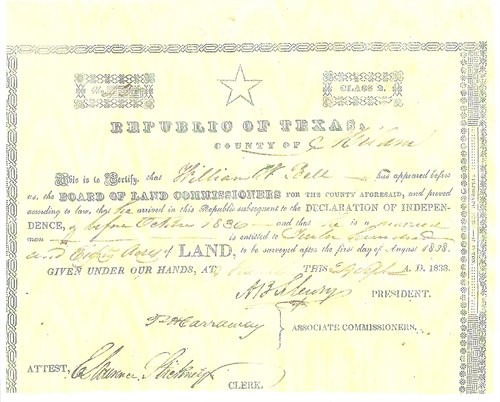 CLASS 2.
REPUBLIC OF TEXAS,
COUNTY OF
This is to Certify, that William Bell has appeared before
us, the BOARD OF LAND COMMISSIONERS FOR THE COUNTY AFORESAID, and proved
according to law, that he arrived in this Republic subsequent to the DECLARATION OF INDEPEN-
DENCE, & before October 1836 and that he is a married
man is entitled to Twelve Hundred
and Eighty Acres of LAND, to be surveyed after the first day of August 1838.
GIVEN UNDER OUR HANDS, AT THIS A. D. 1838.
PRESIDENT.
ASSOCIATE COMMISSIONERS.
ATTEST,
CLERK.